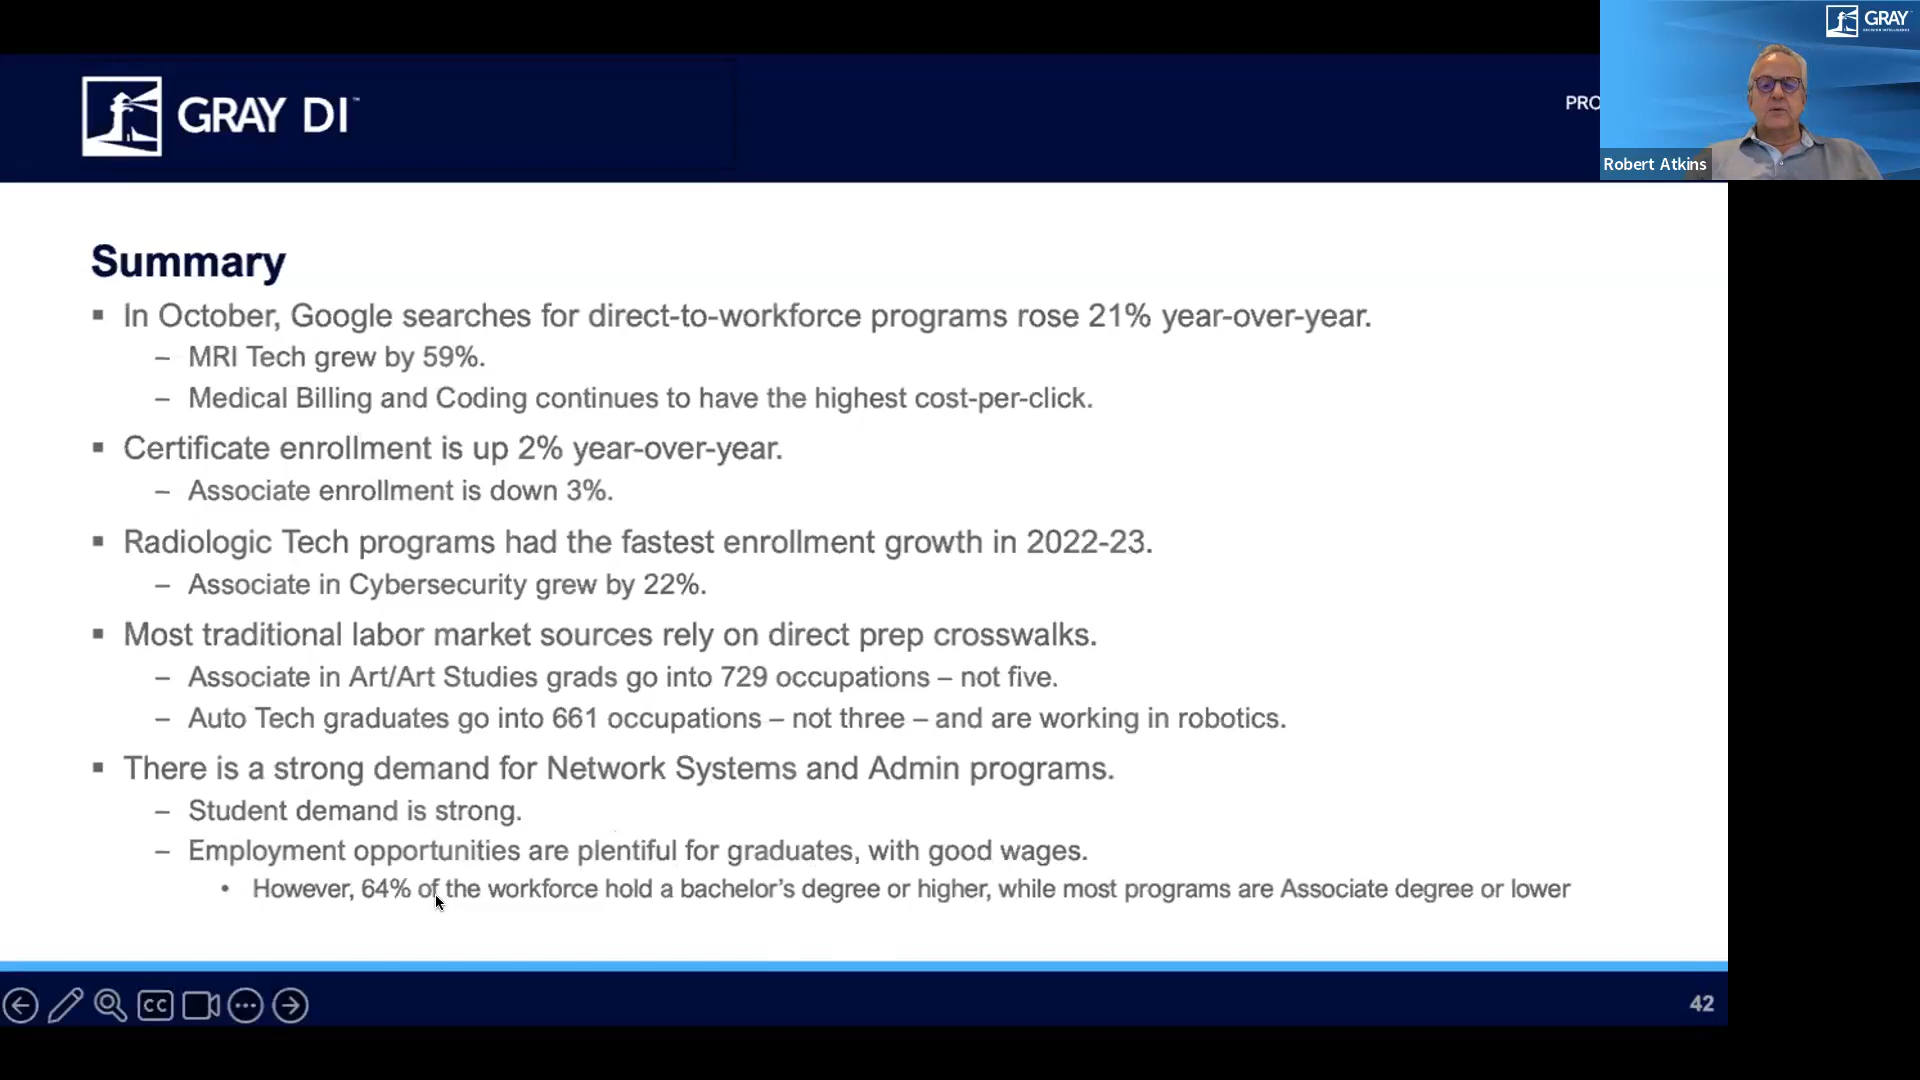 GRAY
GRAY DI™
PRO
Robert Atkins
Summary
▪ In October, Google searches for direct-to-workforce programs rose 21% year-over-year.
– MRI Tech grew by 59%.
– Medical Billing and Coding continues to have the highest cost-per-click.
▪ Certificate enrollment is up 2% year-over-year.
– Associate enrollment is down 3%.
▪ Radiologic Tech programs had the fastest enrollment growth in 2022-23.
– Associate in Cybersecurity grew by 22%.
▪ Most traditional labor market sources rely on direct prep crosswalks.
– Associate in Art/Art Studies grads go into 729 occupations – not five.
– Auto Tech graduates go into 661 occupations – not three – and are working in robotics.
▪ There is a strong demand for Network Systems and Admin programs.
– Student demand is strong.
– Employment opportunities are plentiful for graduates, with good wages.
• However, 64% of the workforce hold a bachelor's degree or higher, while most programs are Associate degree or lower
CC
42